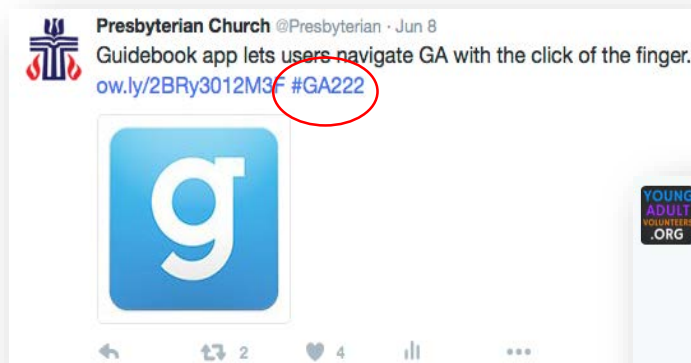 Presbyterian Church @Presbyterian · Jun 8
Guidebook app lets users navigate GA with the click of the finger.
ow.ly/2BRy3012M3F #GA222
g
2
4
YOUNG
ADULT
VOLUNTEERS
.ORG